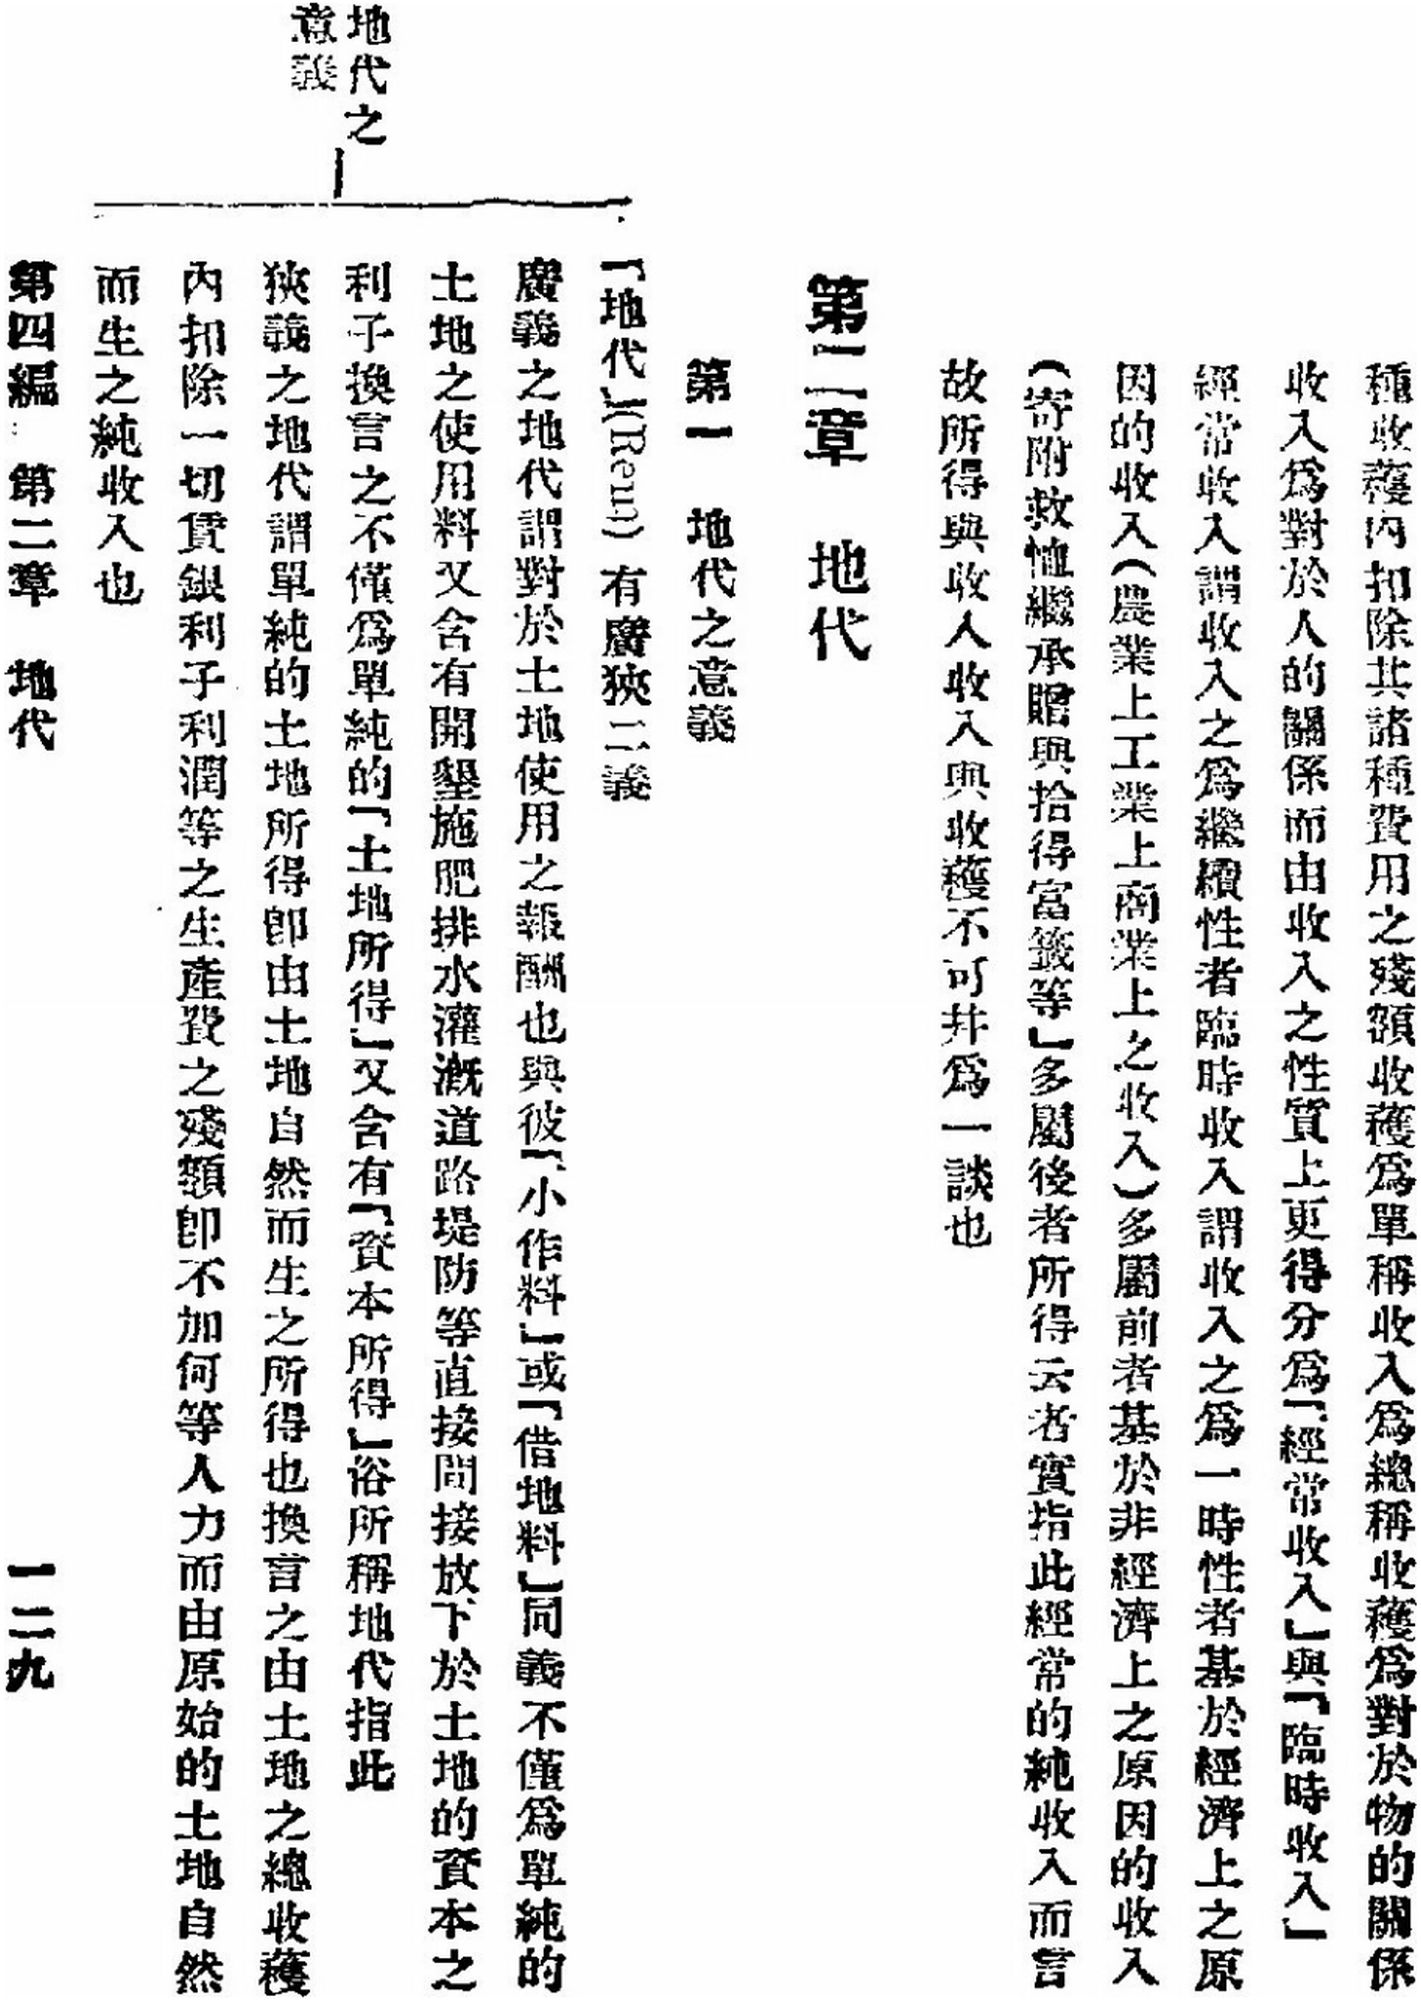 種收穫內扣除其諸種費用之殘額收穫爲單稱收入爲總稱收穫爲對於物的關係
收入爲對於人的關係而由收入之性質上更得分爲「經常收入」與「臨時收入」
經常收入謂收入之爲繼續性者臨時收入謂收入之爲一時性者基於經濟上之原
因的收入(農業上工業上商業上之收入)多屬前者基於非經濟上之原因的收入
(寄附救恤繼承贈與拾得富籤等」多屬後者所得云者實指此經常的純收入而言
故所得與收入收入與收穫不可幷爲一談也
第二章 地代
第一 地代之意義
「地代」(Rent)有廣狹二義
廣義之地代謂對於土地使用之報酬也與彼「小作料」或「借地料」同義不僅爲單純的
土地之使用料又含有開墾施肥排水灌漑道路堤防等直接間接放下於土地的資本之
利子換言之不僅爲單純的「土地所得」又含有「資本所得」俗所稱地代指此
狹義之地代謂單純的土地所得卽由土地自然而生之所得也換言之由土地之總收穫
內扣除一切賃銀利子利潤等之生產費之殘額卽不加何等人力而由原始的土地自然
而生之純收入也
地代之
意義
第四編 第二章 地代 一二九